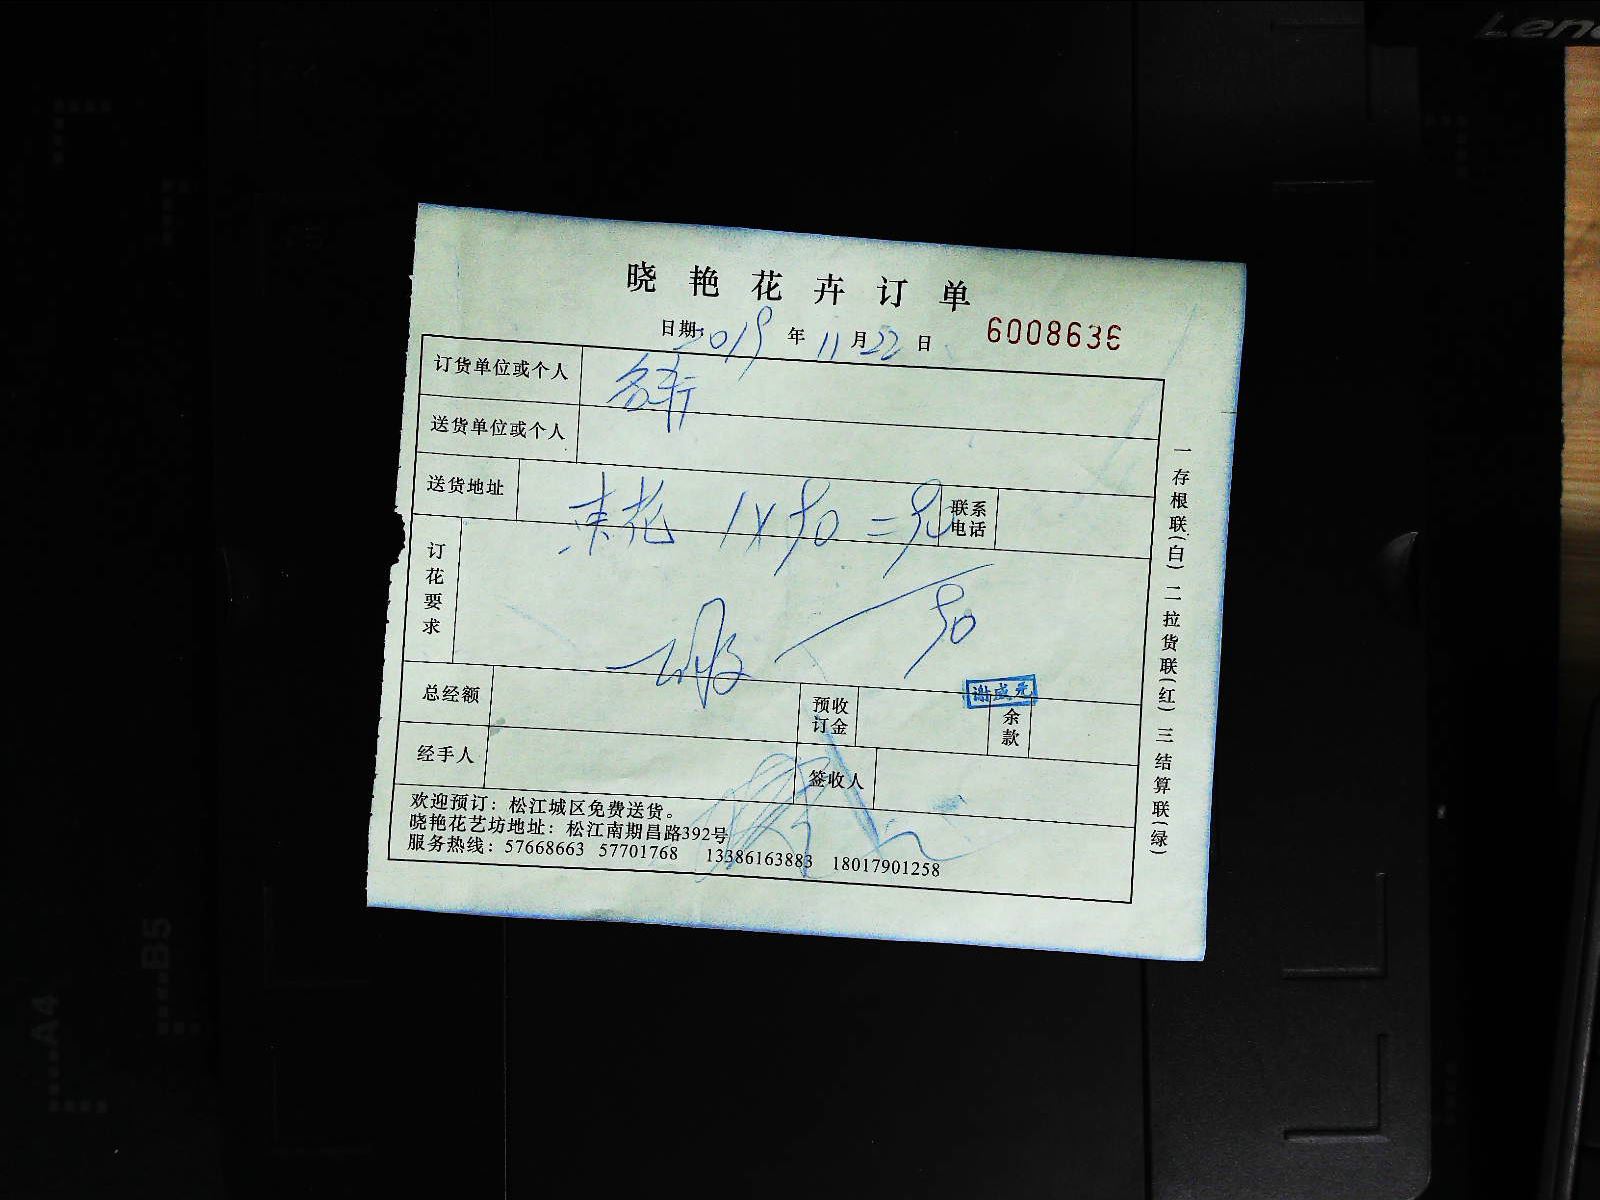 Leno
晓艳花卉订单
日期: 2019 年 11 月 22 日 6008636
订货单位或个人
送货单位或个人
送货地址 束花 1× 联系电话
订花要求
总经额 预收订金 余款
谢盛元
经手人 签收人
欢迎预订：松江城区免费送货。
晓艳花艺坊地址：松江南期昌路392号
服务热线：57668663 57701768 13386163883 18017901258
一存根联(白) 二拉货联(红) 三结算联(绿)
B5
A4